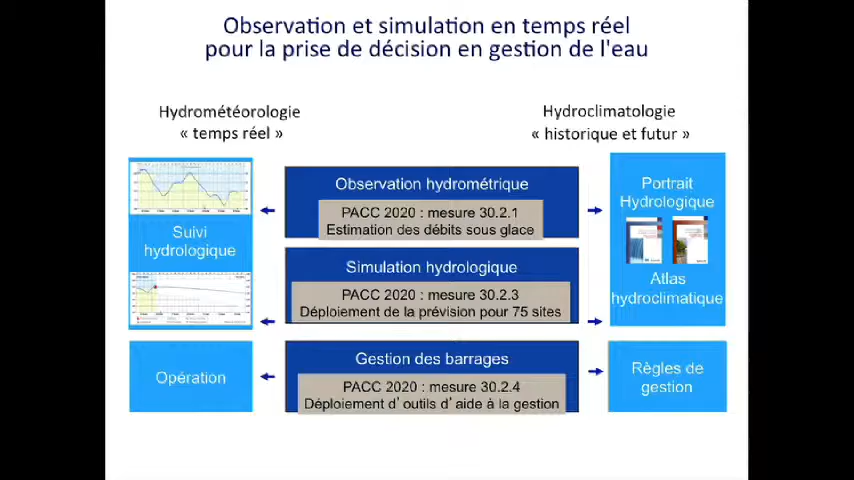 Observation et simulation en temps réel
pour la prise de décision en gestion de l'eau
Hydrométéorologie
« temps réel »
Hydroclimatologie
« historique et futur »
Suivi
hydrologique
Observation hydrométrique
PACC 2020 : mesure 30.2.1
Estimation des débits sous glace
Portrait
Hydrologique
Atlas
hydroclimatique
Simulation hydrologique
PACC 2020 : mesure 30.2.3
Déploiement de la prévision pour 75 sites
Opération
Gestion des barrages
PACC 2020 : mesure 30.2.4
Déploiement d’outils d’aide à la gestion
Règles de
gestion